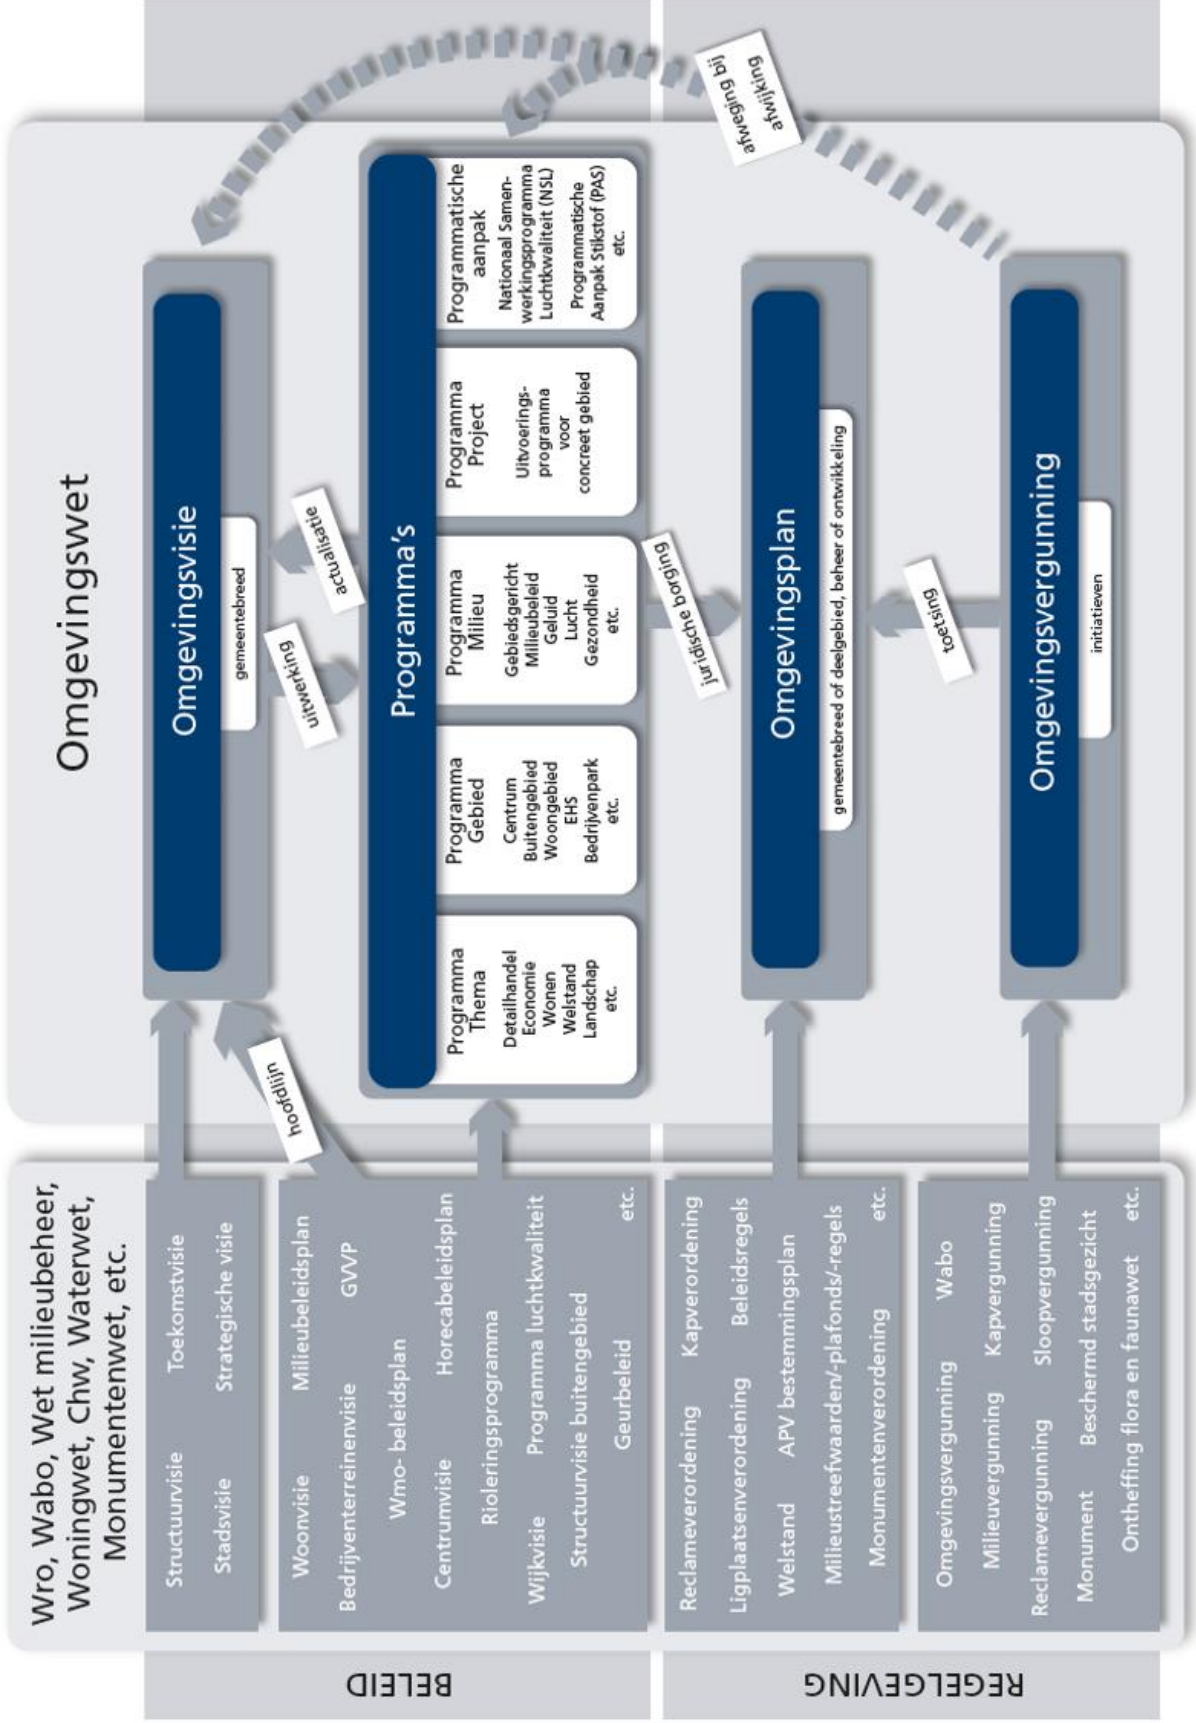 Wro, Wabo, Wet milieubeheer,
Woningwet, Chw, Waterwet,
Monumentenwet, etc.
Omgevingswet
BELEID
Structuurvisie Toekomstvisie
Stadsvisie Strategische visie
Woonvisie Milieubeleidsplan
Bedrijventerreinenvisie GVVP
Wmo- beleidsplan
Centrumvisie Horecabeleidsplan
Rioleringsprogramma
Wijkvisie Programma luchtkwaliteit
Structuurvisie buitengebied
Geurbeleid etc.
hoofdlijn
Omgevingsvisie
gemeentebreed
uitwerking
actualisatie
Programma's
Programma
Thema
Detailhandel
Economie
Wonen
Welstand
Landschap
etc.
Programma
Gebied
Centrum
Buitengebied
Woongebied
EHS
Bedrijvenpark
etc.
Programma
Milieu
Gebiedsgericht
Milieubeleid
Geluid
Lucht
Gezondheid
etc.
Programma
Project
Uitvoerings-
programma
voor
concreet gebied
Programmatische
aanpak
Nationaal Samen-
werkingsprogramma
Luchtkwaliteit (NSL)
Programmatische
Aanpak Stikstof (PAS)
etc.
juridische borging
afweging bij
afwijking
REGELGEVING
Reclameverordening Kapverordening
Ligplaatsenverordening Beleidsregels
Welstand APV bestemmingsplan
Milieustreefwaarden/-plafonds/-regels
Monumentenverordening etc.
Omgevingsplan
gemeentebreed of deelgebied, beheer of ontwikkeling
toetsing
Omgevingsvergunning Wabo
Milieuvergunning Kapvergunning
Reclamevergunning Sloopvergunning
Monument Beschermd stadsgezicht
Ontheffing flora en faunawet etc.
Omgevingsvergunning
initiatieven